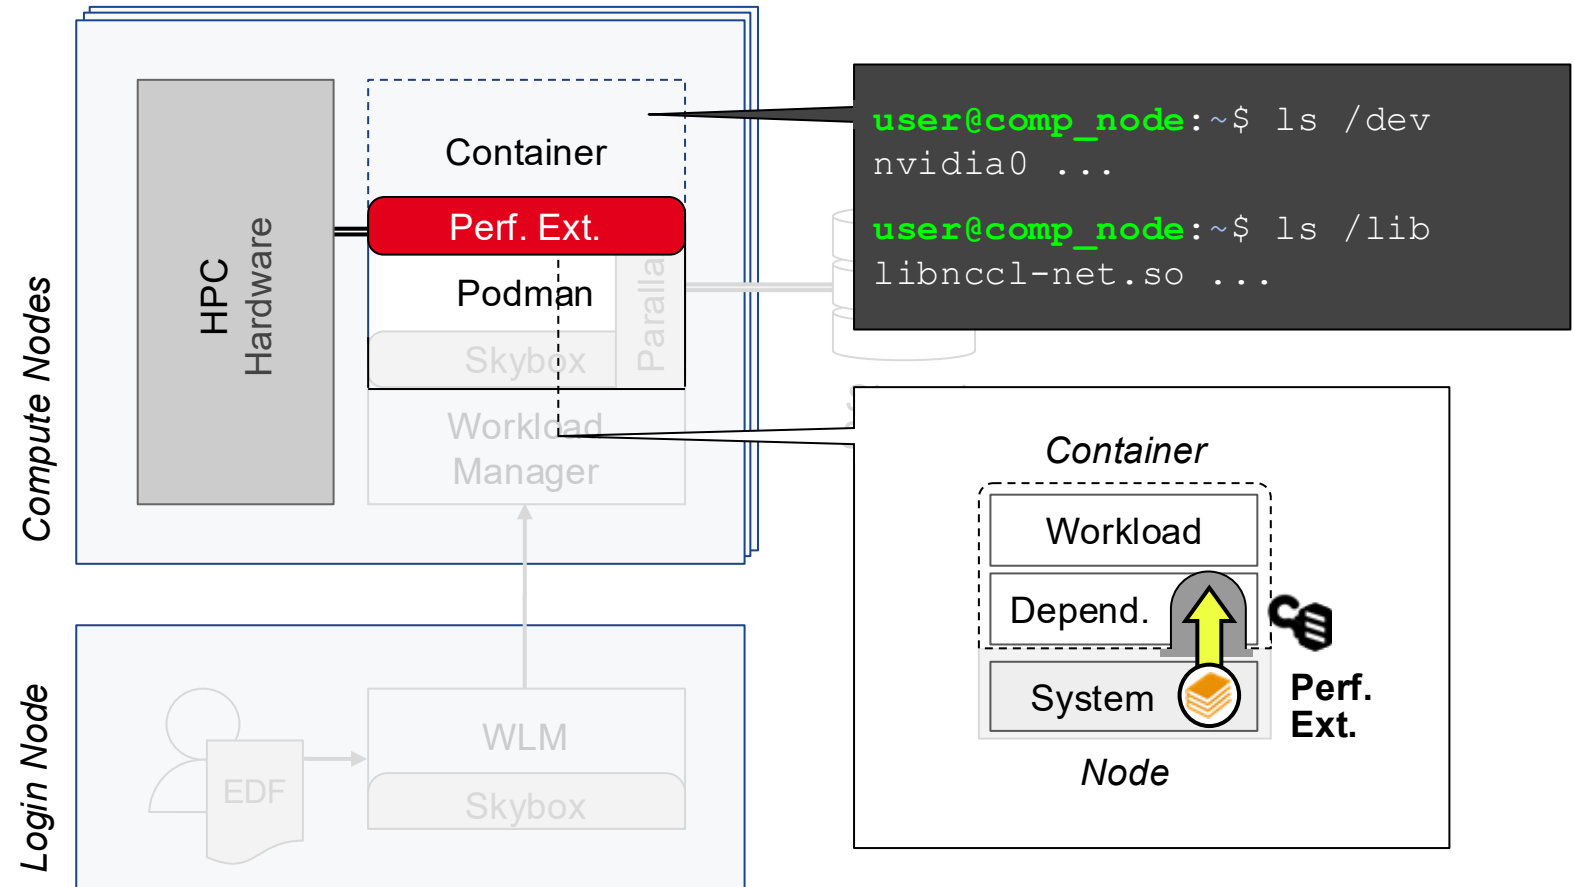 Compute Nodes
HPC
Hardware
Container
Perf. Ext.
Podman
Skybox
Paralla
Workload
Manager
user@comp_node:~$ ls /dev
nvidia0 ...
user@comp_node:~$ ls /lib
libnccl-net.so ...
Container
Workload
Depend.
System
Perf.
Ext.
Node
Login Node
EDF
WLM
Skybox